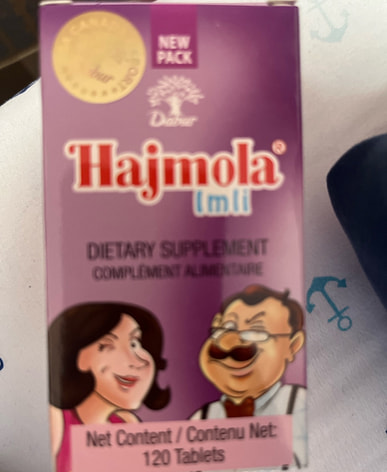 NEW
PACK
Dabur
Hajmola®
Imli
DIETARY SUPPLEMENT
COMPLÉMENT ALIMENTAIRE
Net Content / Contenu Net:
120 Tablets